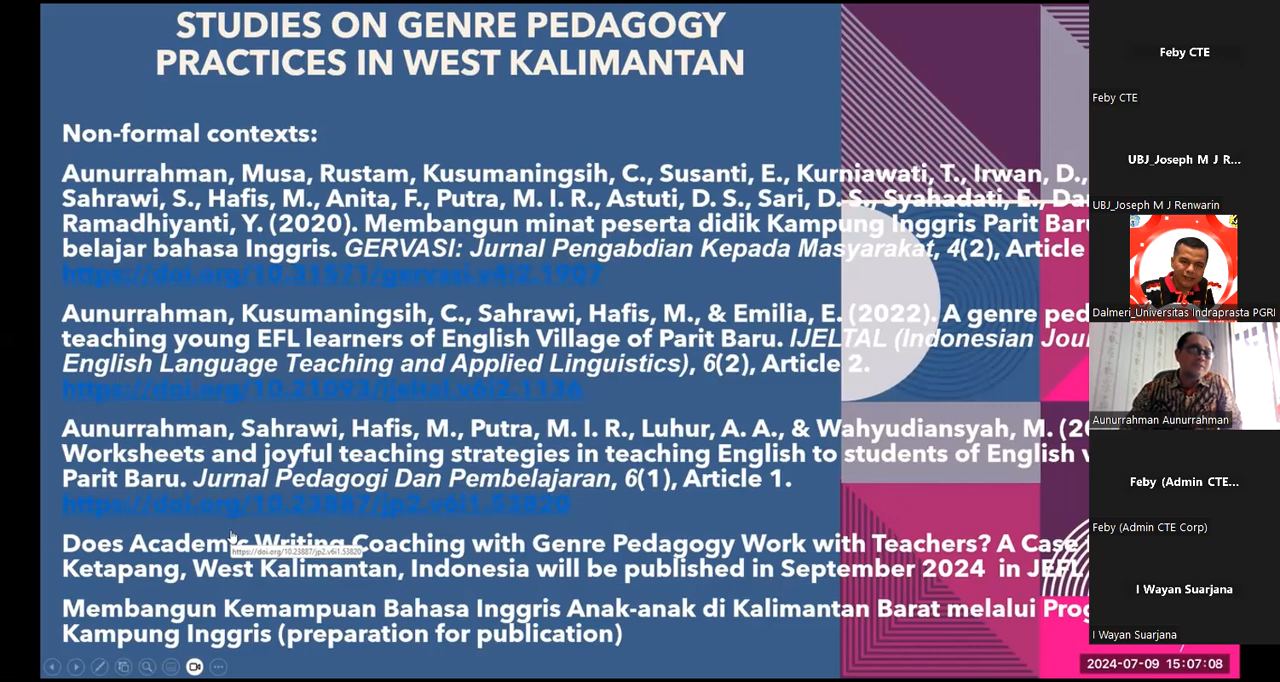 STUDIES ON GENRE PEDAGOGY
PRACTICES IN WEST KALIMANTAN
Non-formal contexts:
Aunurrahman, Musa, Rustam, Kusumaningsih, C., Susanti, E., Kurniawati, T., Irwan, D.,
Sahrawi, S., Hafis, M., Anita, F., Putra, M. I. R., Astuti, D. S., Sari, D. S., Syahadati, E., Da
Ramadhiyanti, Y. (2020). Membangun minat peserta didik Kampung Inggris Parit Baru
belajar bahasa Inggris. GERVASI: Jurnal Pengabdian Kepada Masyarakat, 4(2), Article
https://doi.org/10.31571/gervasi.v4i2.1907
Aunurrahman, Kusumaningsih, C., Sahrawi, Hafis, M., & Emilia, E. (2022). A genre ped
teaching young EFL learners of English Village of Parit Baru. IJELTAL (Indonesian Jour
English Language Teaching and Applied Linguistics), 6(2), Article 2.
https://doi.org/10.21093/ijeltal.v6i2.1136
Aunurrahman, Sahrawi, Hafis, M., Putra, M. I. R., Luhur, A. A., & Wahyudiansyah, M. (20
Worksheets and joyful teaching strategies in teaching English to students of English v
Parit Baru. Jurnal Pedagogi Dan Pembelajaran, 6(1), Article 1.
https://doi.org/10.23887/jp2.v6i1.53820
https://doi.org/10.23887/jp2.v6i1.53820
Does Academic Writing Coaching with Genre Pedagogy Work with Teachers? A Case
Ketapang, West Kalimantan, Indonesia will be published in September 2024 in JEFL
Membangun Kemampuan Bahasa Inggris Anak-anak di Kalimantan Barat melalui Prog
Kampung Inggris (preparation for publication)
Feby CTE
Feby CTE
UBJ_Joseph M J R...
UBJ_Joseph M J Renwarin
Dalmeri_Universitas Indraprasta PGRI
Aunurrahman Aunurrahman
Feby (Admin CTE...
Feby (Admin CTE Corp)
I Wayan Suarjana
I Wayan Suarjana
2024-07-09 15:07:08